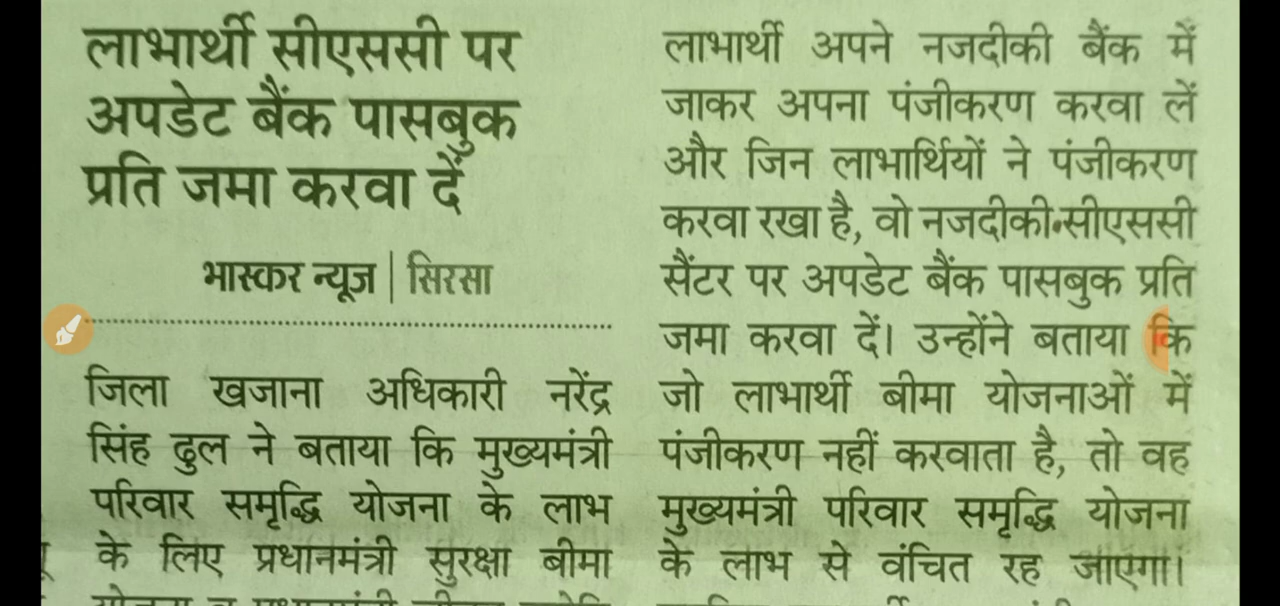 लाभार्थी सीएससी पर
अपडेट बैंक पासबुक
प्रति जमा करवा दें
भास्कर न्यूज | सिरसा
जिला खजाना अधिकारी नरेंद्र
सिंह ढुल ने बताया कि मुख्यमंत्री
परिवार समृद्धि योजना के लाभ
के लिए प्रधानमंत्री सुरक्षा बीमा
लाभार्थी अपने नजदीकी बैंक में
जाकर अपना पंजीकरण करवा लें
और जिन लाभार्थियों ने पंजीकरण
करवा रखा है, वो नजदीकी सीएससी
सैंटर पर अपडेट बैंक पासबुक प्रति
जमा करवा दें। उन्होंने बताया कि
जो लाभार्थी बीमा योजनाओं में
पंजीकरण नहीं करवाता है, तो वह
मुख्यमंत्री परिवार समृद्धि योजना
के लाभ से वंचित रह जाएगा।